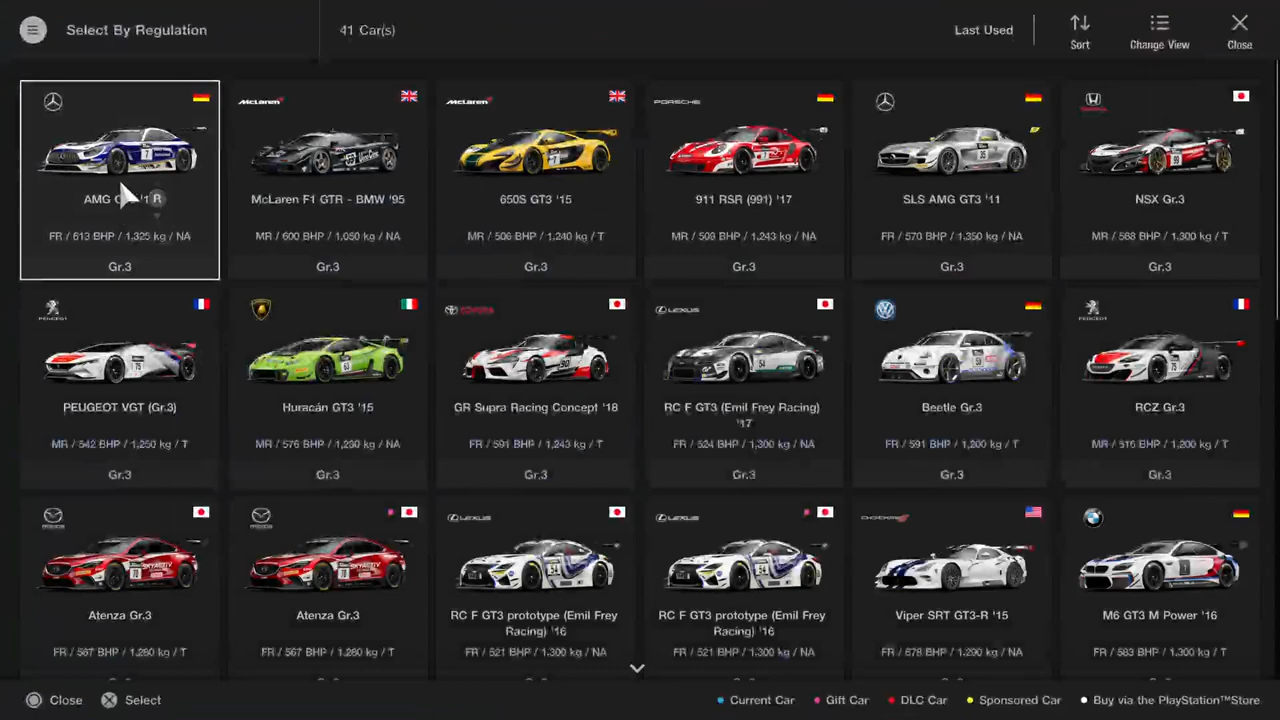 Select By Regulation
41 Car(s)
Last Used
Sort
Change View
Close
McLaren
McLaren
PORSCHE
AMG
McLaren F1 GTR - BMW '95
650S GT3 '15
911 RSR (991) '17
SLS AMG GT3 '11
NSX Gr.3
FR / 613 BHP / 1,325 kg / NA
MR / 600 BHP / 1,050 kg / NA
MR / 506 BHP / 1,240 kg / T
MR / 509 BHP / 1,243 kg / NA
FR / 570 BHP / 1,350 kg / NA
MR / 568 BHP / 1,300 kg / T
Gr.3
Gr.3
Gr.3
Gr.3
Gr.3
Gr.3
PEUGEOT
TOYOTA
LEXUS
PEUGEOT
PEUGEOT VGT (Gr.3)
Huracán GT3 '15
GR Supra Racing Concept '18
RC F GT3 (Emil Frey Racing) '17
Beetle Gr.3
RCZ Gr.3
MR / 542 BHP / 1,250 kg / T
MR / 576 BHP / 1,230 kg / NA
FR / 591 BHP / 1,243 kg / T
FR / 524 BHP / 1,300 kg / NA
FR / 591 BHP / 1,200 kg / T
MR / 516 BHP / 1,200 kg / T
Gr.3
Gr.3
Gr.3
Gr.3
Gr.3
Gr.3
LEXUS
LEXUS
Atenza Gr.3
Atenza Gr.3
RC F GT3 prototype (Emil Frey Racing) '16
RC F GT3 prototype (Emil Frey Racing) '16
Viper SRT GT3-R '15
M6 GT3 M Power '16
FR / 567 BHP / 1,280 kg / T
FR / 567 BHP / 1,280 kg / T
FR / 521 BHP / 1,300 kg / NA
FR / 521 BHP / 1,300 kg / NA
FR / 678 BHP / 1,290 kg / NA
FR / 583 BHP / 1,300 kg / T
Close
Select
Current Car
Gift Car
DLC Car
Sponsored Car
Buy via the PlayStation™Store